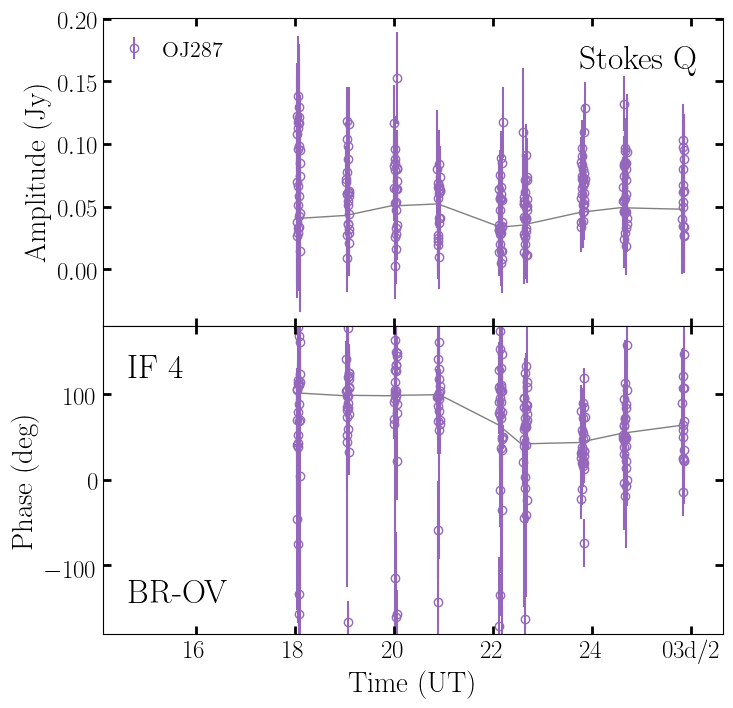 0.20
OJ287
Stokes Q
0.15
0.10
0.05
0.00
Amplitude (Jy)
IF 4
100
0
−100
Phase (deg)
BR-OV
16 18 20 22 24 03d/2
Time (UT)